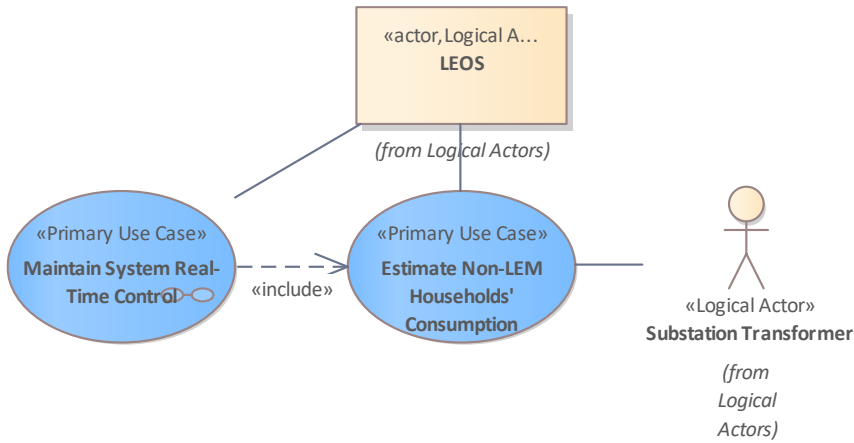 «actor,Logical A...
LEOS
(from Logical Actors)
«Primary Use Case»
Maintain System Real-
Time Control
«include»
«Primary Use Case»
Estimate Non-LEM
Households'
Consumption
«Logical Actor»
Substation Transformer
(from
Logical
Actors)